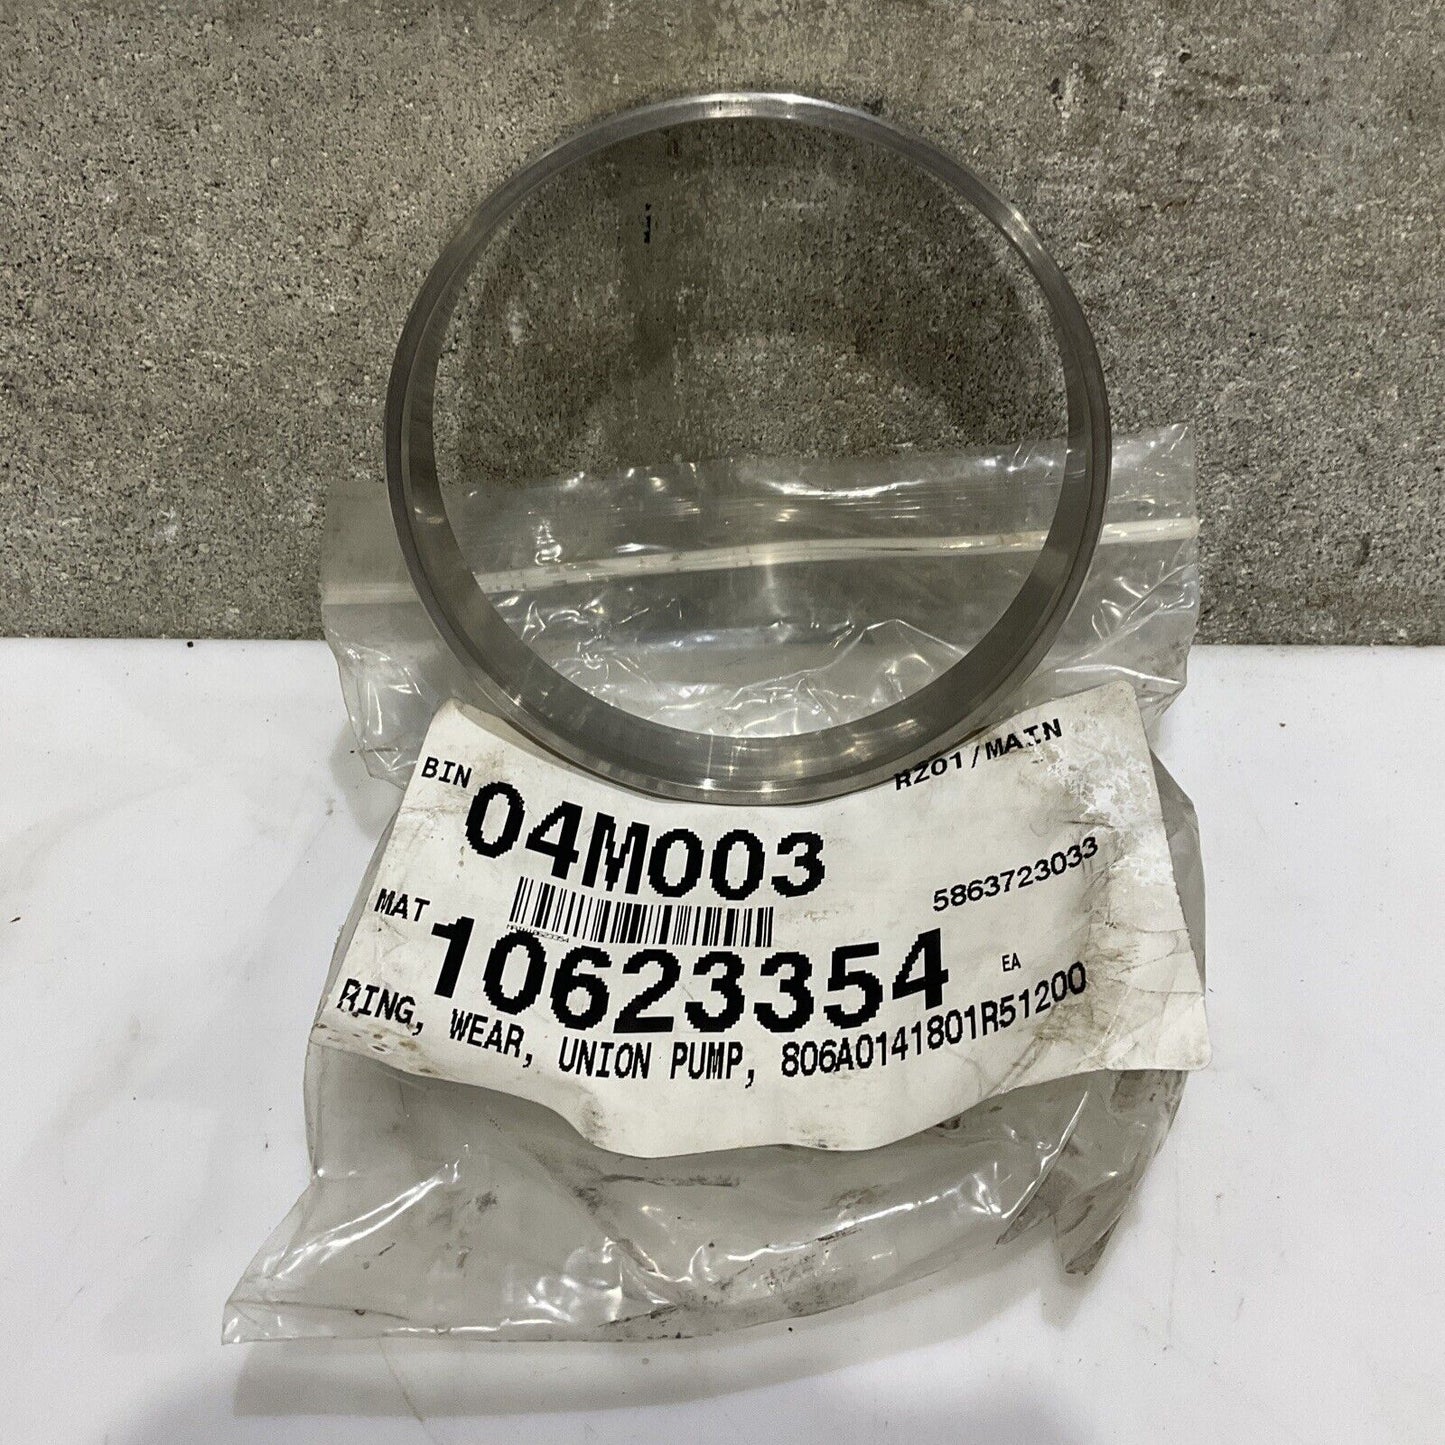 BIN 04M003 RZ01/MAIN
5863723033
MAT 10623354 EA
RING, WEAR, UNION PUMP, 806A0141801R51200